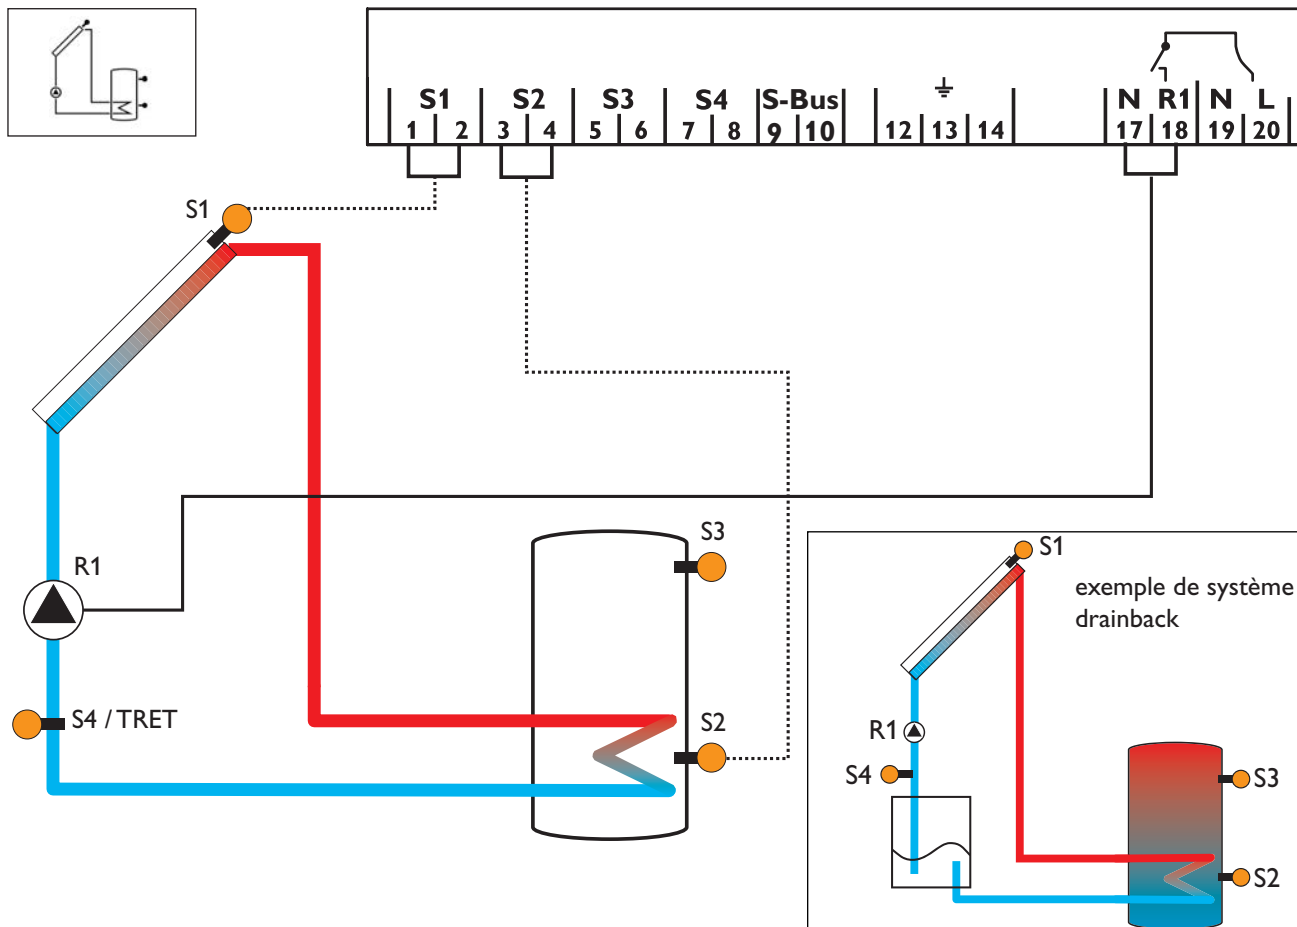 S1 S2 S3 S4 S-Bus N R1 N L
1 2 3 4 5 6 7 8 9 10 12 13 14 17 18 19 20
S1
R1
S4 / TRET
S3
S2
S1
exemple de système
drainback
R1
S4
S3
S2